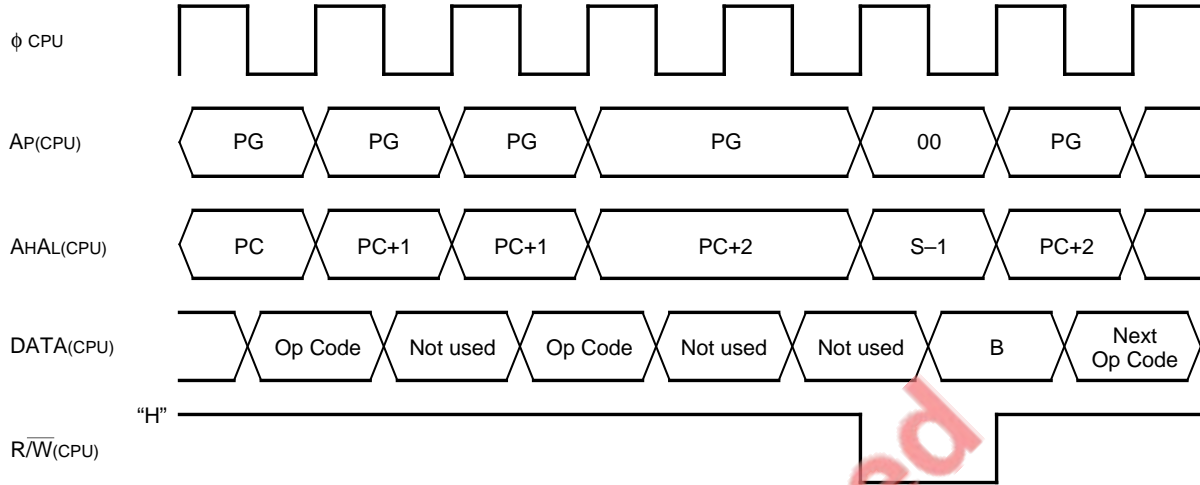 ϕ CPU
AP(CPU) PG PG PG PG 00 PG
AHAL(CPU) PC PC+1 PC+1 PC+2 S–1 PC+2
DATA(CPU) Op Code Not used Op Code Not used Not used B Next Op Code
“H”
R/W̅(CPU)